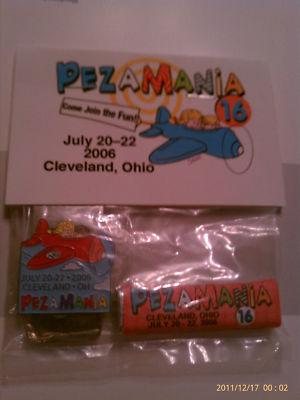 PEZAMANIA
16
Come Join the Fun!
July 20–22
2006
Cleveland, Ohio
JULY 20-22 • 2006
CLEVELAND • OH
PEZAMANIA
PEZAMANIA
CLEVELAND, OHIO
JULY 20 - 22, 2006
16
2011/12/17 00:02